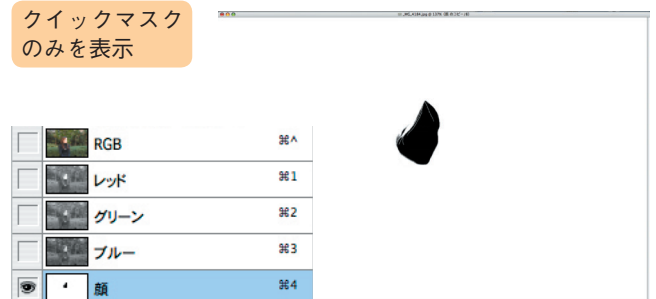 クイックマスク
のみを表示
RGB ⌘^
レッド ⌘1
グリーン ⌘2
ブルー ⌘3
顔 ⌘4